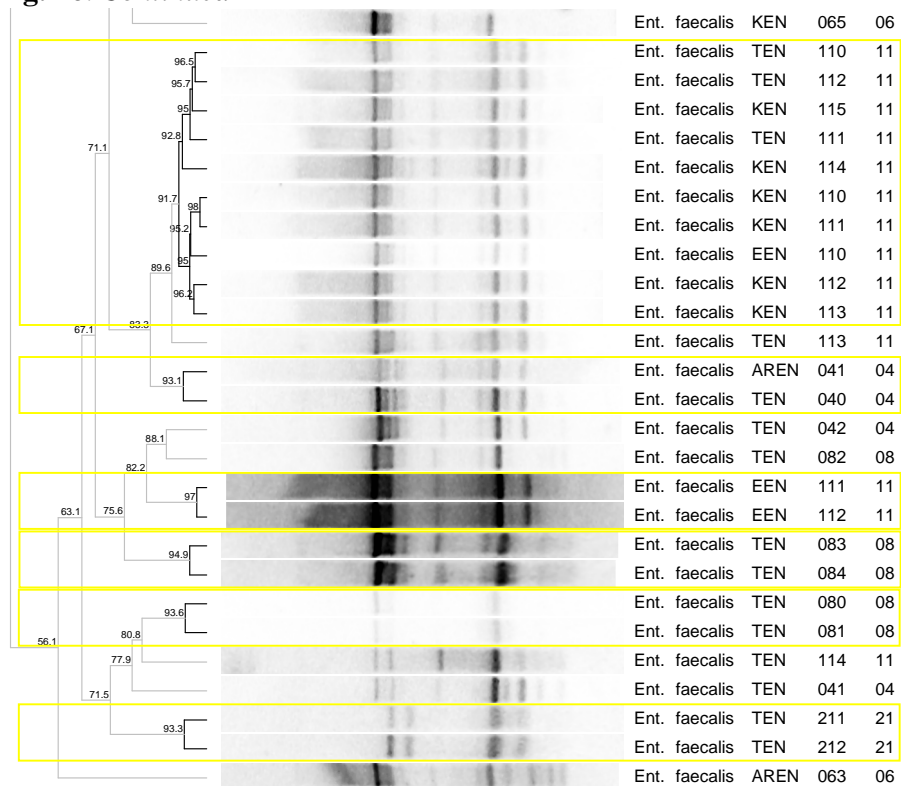 Ent. faecalis KEN 065 06
Ent. faecalis TEN 110 11
96.5
Ent. faecalis TEN 112 11
95.7
Ent. faecalis KEN 115 11
95
Ent. faecalis TEN 111 11
92.8
71.1
Ent. faecalis KEN 114 11
Ent. faecalis KEN 110 11
91.7
98
Ent. faecalis KEN 111 11
95.2
Ent. faecalis EEN 110 11
95
89.6
Ent. faecalis KEN 112 11
96.2
Ent. faecalis KEN 113 11
83.3
67.1
Ent. faecalis TEN 113 11
Ent. faecalis AREN 041 04
93.1
Ent. faecalis TEN 040 04
Ent. faecalis TEN 042 04
88.1
Ent. faecalis TEN 082 08
82.2
Ent. faecalis EEN 111 11
97
63.1
75.6
Ent. faecalis EEN 112 11
Ent. faecalis TEN 083 08
94.9
Ent. faecalis TEN 084 08
Ent. faecalis TEN 080 08
93.6
Ent. faecalis TEN 081 08
80.8
56.1
Ent. faecalis TEN 114 11
77.9
Ent. faecalis TEN 041 04
71.5
Ent. faecalis TEN 211 21
93.3
Ent. faecalis TEN 212 21
Ent. faecalis AREN 063 06